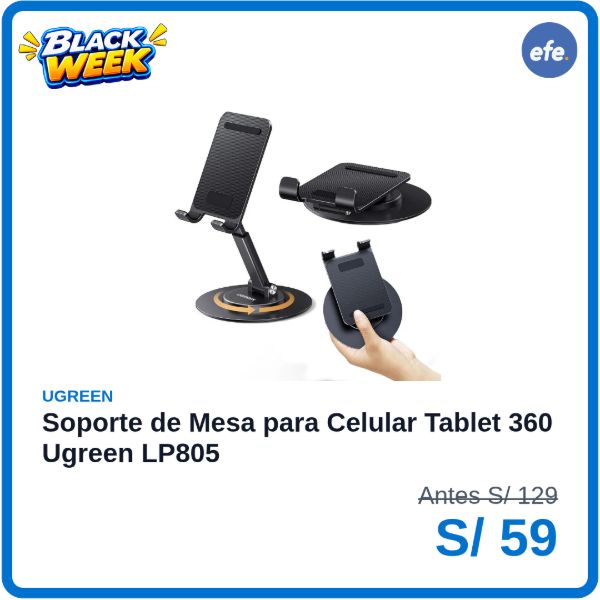 BLACK
WEEK
efe.
UGREEN
Soporte de Mesa para Celular Tablet 360
Ugreen LP805
Antes S/ 129
S/ 59